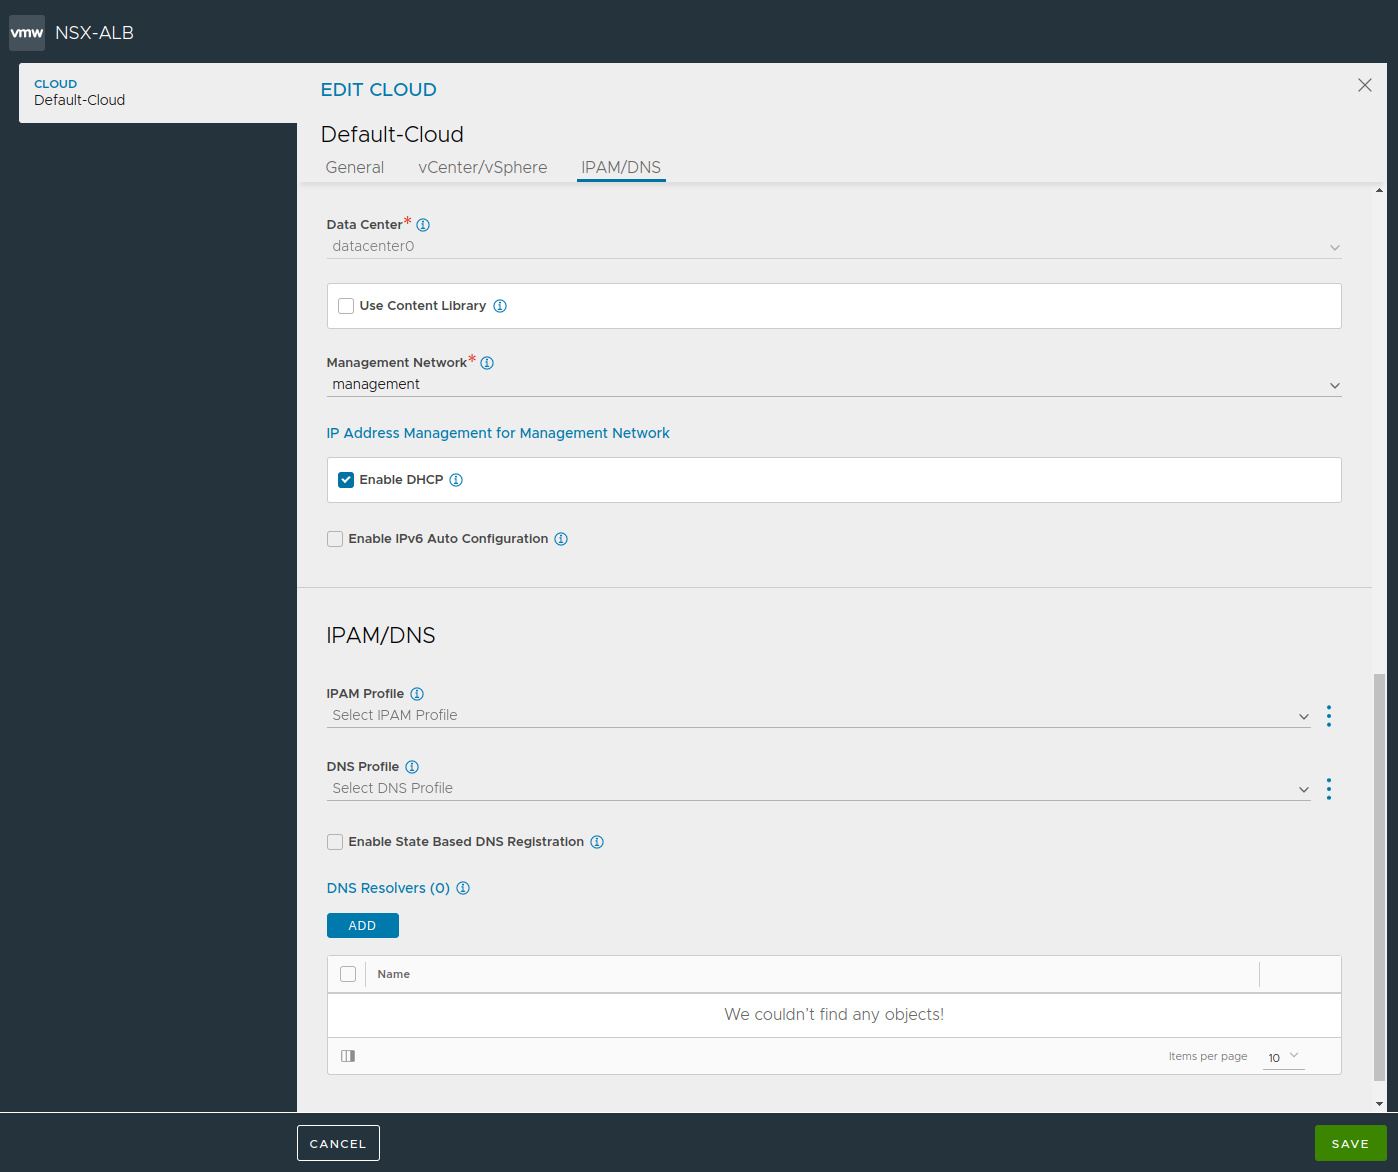 vmw NSX-ALB
CLOUD
Default-Cloud
EDIT CLOUD
Default-Cloud
General vCenter/vSphere IPAM/DNS
Data Center*
datacenter0
Use Content Library
Management Network*
management
IP Address Management for Management Network
Enable DHCP
Enable IPv6 Auto Configuration
IPAM/DNS
IPAM Profile
Select IPAM Profile
DNS Profile
Select DNS Profile
Enable State Based DNS Registration
DNS Resolvers (0)
ADD
Name
We couldn't find any objects!
Items per page 10
CANCEL SAVE